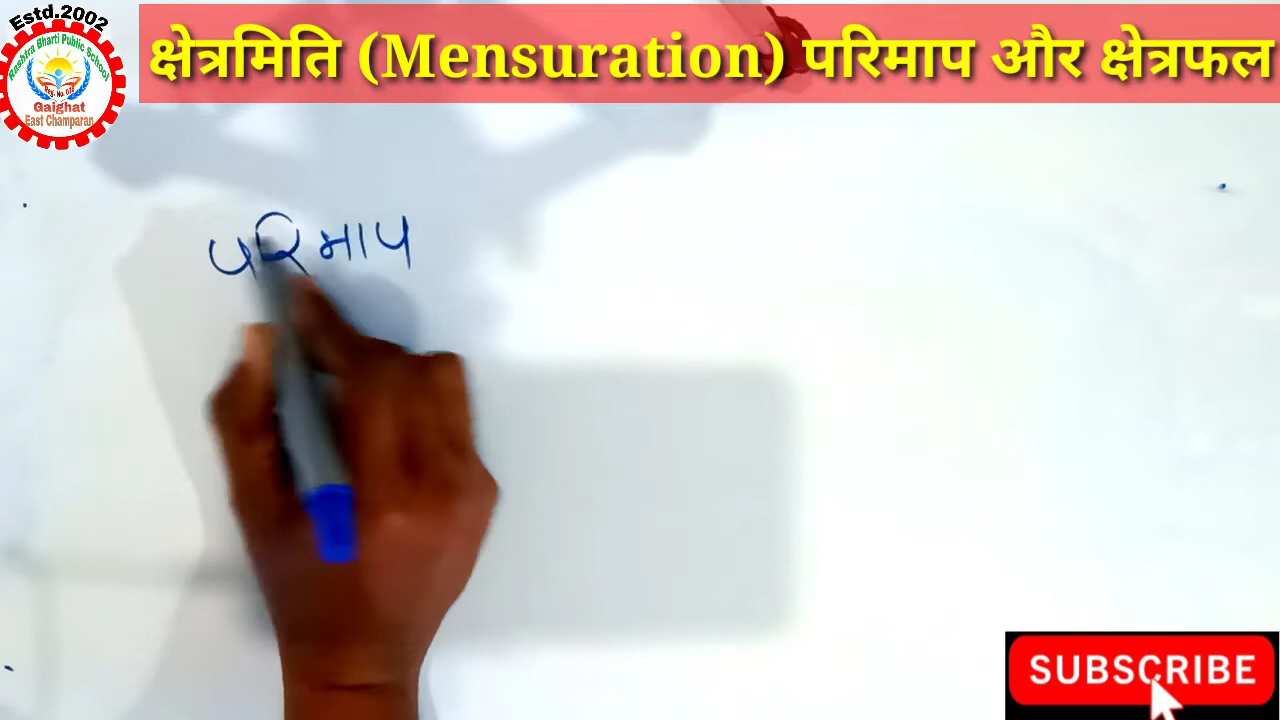 Estd.2002
Rashtra Bharti Public School
Gaighat
East Champaran
क्षेत्रमिति (Mensuration) परिमाप और क्षेत्रफल
परिमाप
SUBSCRIBE